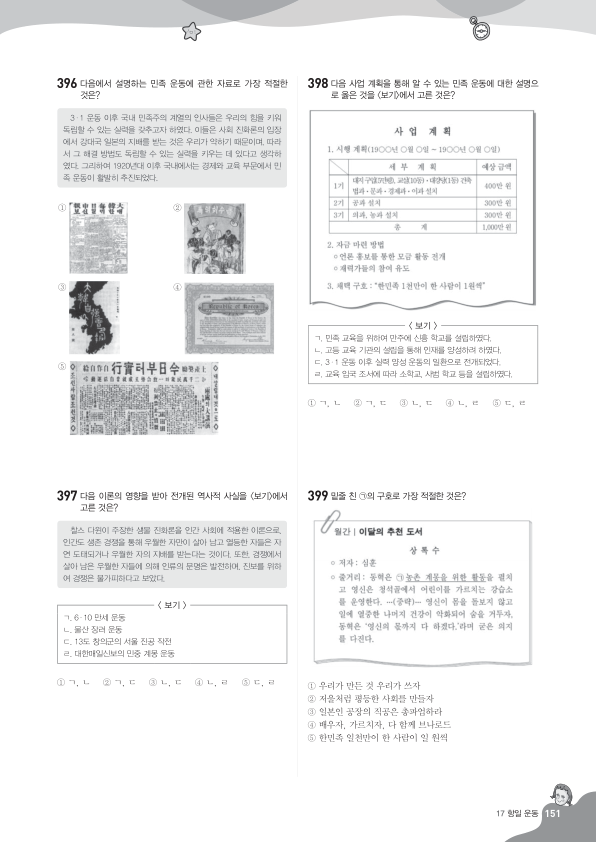 396 다음에서 설명하는 민족 운동에 관한 자료로 가장 적절한
것은?
3·1 운동 이후 국내 민족주의 계열의 인사들은 우리의 힘을 키워
독립할 수 있는 실력을 갖추고자 하였다. 이들은 사회 진화론의 입장
에서 강대국 일본의 지배를 받는 것은 우리가 약하기 때문이며, 따라
서 그 해결 방법도 독립할 수 있는 실력을 키우는 데 있다고 생각하
였다. 그리하여 1920년대 이후 국내에서는 경제와 교육 부문에서 민
족 운동이 활발히 추진되었다.
① ②
③ ④
Republic of Korea
⑤
397 다음 이론의 영향을 받아 전개된 역사적 사실을 〈보기〉에서
고른 것은?
찰스 다윈이 주장한 생물 진화론을 인간 사회에 적용한 이론으로,
인간도 생존 경쟁을 통해 우월한 자만이 살아 남고 열등한 자들은 자
연 도태되거나 우월한 자의 지배를 받는다는 것이다. 또한, 경쟁에서
살아 남은 우월한 자들에 의해 인류의 문명은 발전하며, 진보를 위하
여 경쟁은 불가피하다고 보았다.
〈 보기 〉
ㄱ. 6·10 만세 운동
ㄴ. 물산 장려 운동
ㄷ. 13도 창의군의 서울 진공 작전
ㄹ. 대한매일신보의 민중 계몽 운동
① ㄱ, ㄴ ② ㄱ, ㄷ ③ ㄴ, ㄷ ④ ㄴ, ㄹ ⑤ ㄷ, ㄹ
398 다음 사업 계획을 통해 알 수 있는 민족 운동에 대한 설명으
로 옳은 것을 〈보기〉에서 고른 것은?
사 업 계 획
1. 시행 계획(19○○년 ○월 ○일 ~ 19○○년 ○월 ○일)
세 부 계 획 예상 금액
1기 대지 구입(5만평), 교실(10동)·대강당(1동) 건축
법과·문과·경제과·이과 설치 400만 원
2기 공과 설치 300만 원
3기 의과, 농과 설치 300만 원
총 계 1,000만 원
2. 자금 마련 방법
○ 언론 홍보를 통한 모금 활동 전개
○ 재력가들의 참여 유도
3. 채택 구호 : "한민족 1천만이 한 사람이 1원씩"
〈 보기 〉
ㄱ. 민족 교육을 위하여 만주에 신흥 학교를 설립하였다.
ㄴ. 고등 교육 기관의 설립을 통해 인재를 양성하려 하였다.
ㄷ. 3·1 운동 이후 실력 양성 운동의 일환으로 전개되었다.
ㄹ. 교육 입국 조서에 따라 소학교, 사범 학교 등을 설립하였다.
① ㄱ, ㄴ ② ㄱ, ㄷ ③ ㄴ, ㄷ ④ ㄴ, ㄹ ⑤ ㄷ, ㄹ
399 밑줄 친 ㉠의 구호로 가장 적절한 것은?
월간 | 이달의 추천 도서
상 록 수
○ 저자 : 심훈
○ 줄거리 : 동혁은 ㉠농촌 계몽을 위한 활동을 펼치
고 영신은 청석골에서 어린이를 가르치는 강습소
를 운영한다. …(중략)… 영신이 몸을 돌보지 않고
일에 열중한 나머지 건강이 악화되어 숨을 거두자,
동혁은 '영신의 몫까지 다 하겠다.'라며 굳은 의지
를 다진다.
① 우리가 만든 것 우리가 쓰자
② 저울처럼 평등한 사회를 만들자
③ 일본인 공장의 직공은 총파업하라
④ 배우자, 가르치자, 다 함께 브나로드
⑤ 한민족 일천만이 한 사람이 일 원씩
17 항일 운동 151